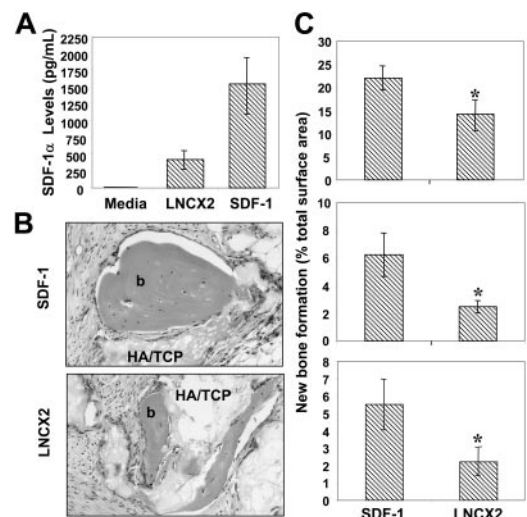 A
SDF-1α Levels (pg/mL)
2250
2000
1750
1500
1250
1000
750
500
250
0
Media LNCX2 SDF-1
B
SDF-1
b
HA/TCP
LNCX2
HA/TCP
b
C
New bone formation (% total surface area)
30
25
20
15
10
5
0
*
10
8
6
4
2
0
*
8
7
6
5
4
3
2
1
0
*
SDF-1 LNCX2